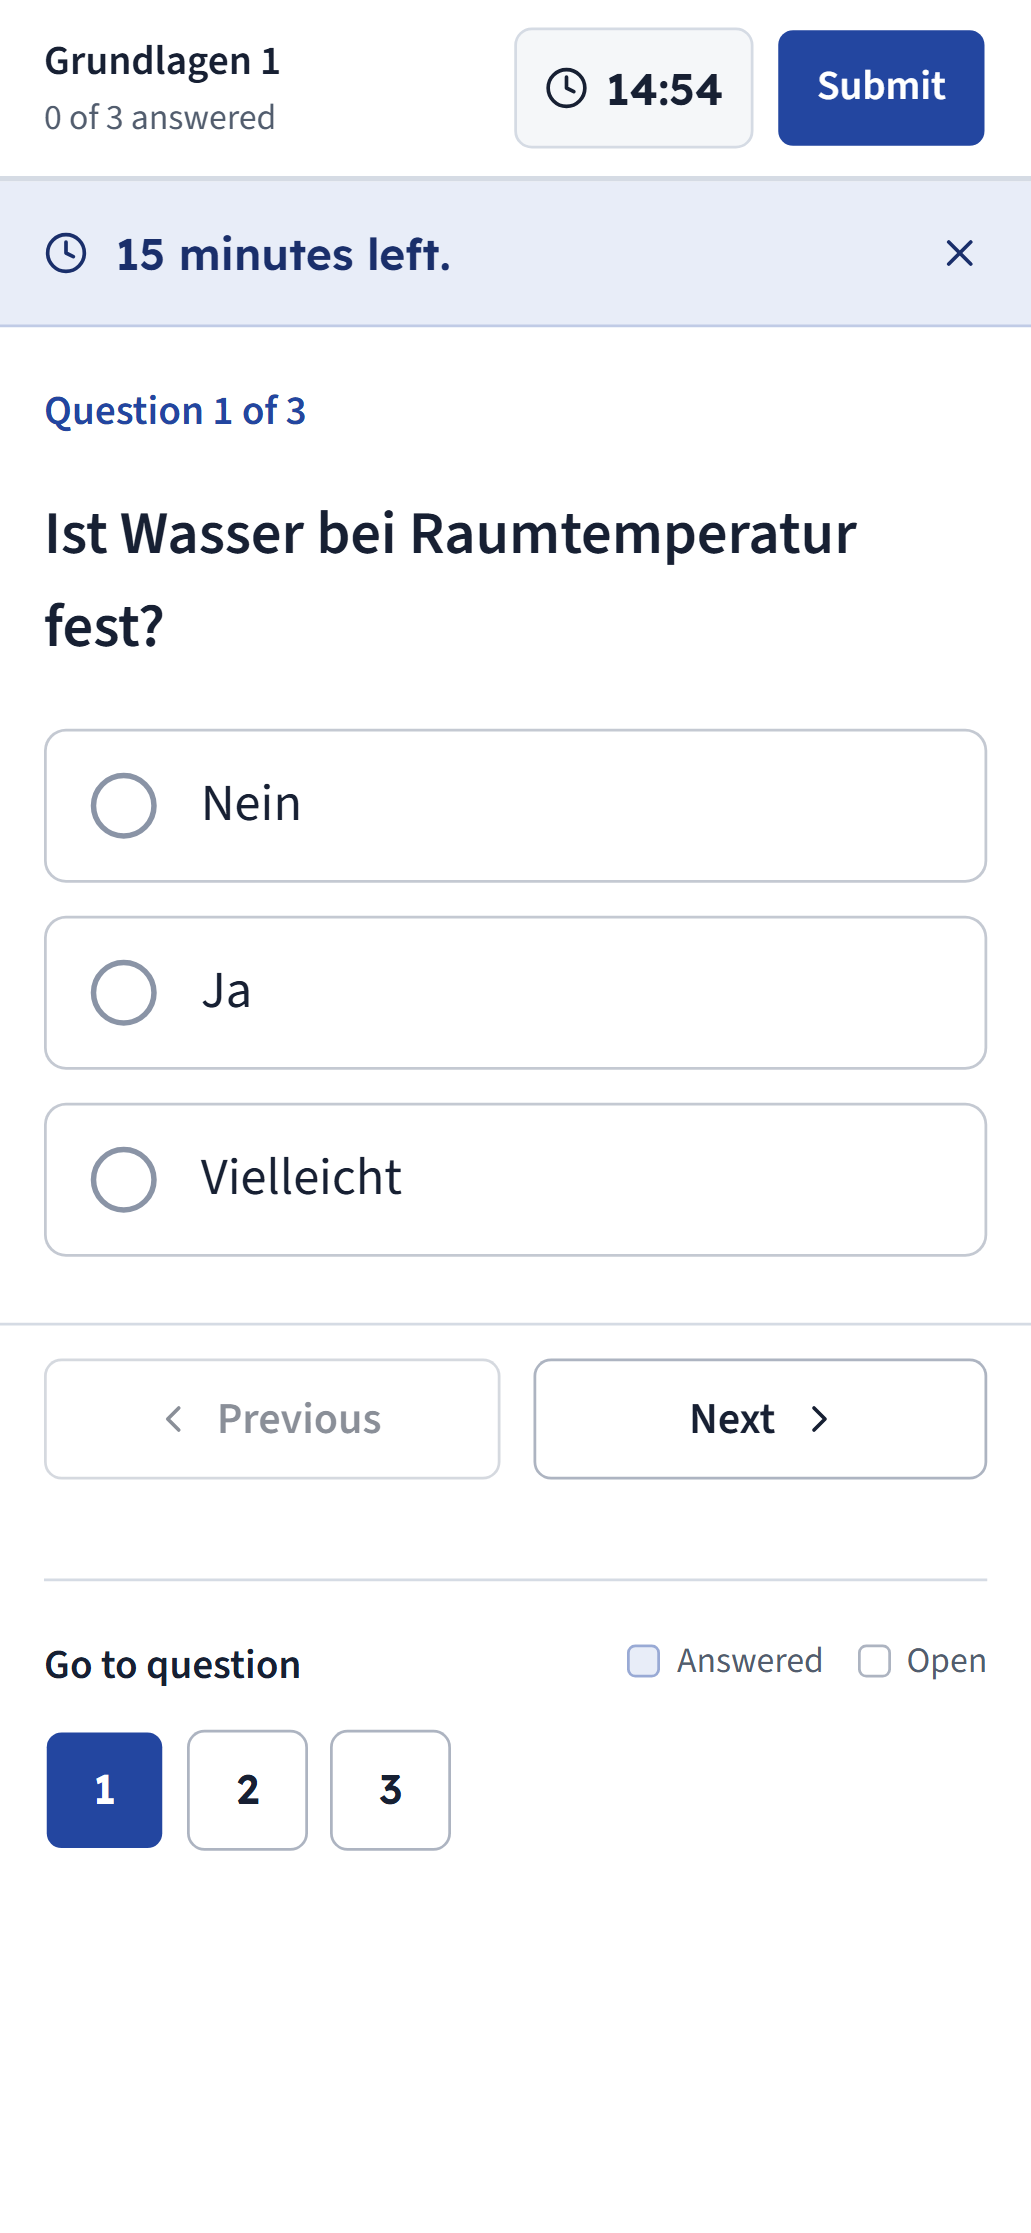 Grundlagen 1
0 of 3 answered
14:54
Submit
15 minutes left.
Question 1 of 3
Ist Wasser bei Raumtemperatur
fest?
Nein
Ja
Vielleicht
Previous
Next
Go to question
Answered
Open
1
2
3